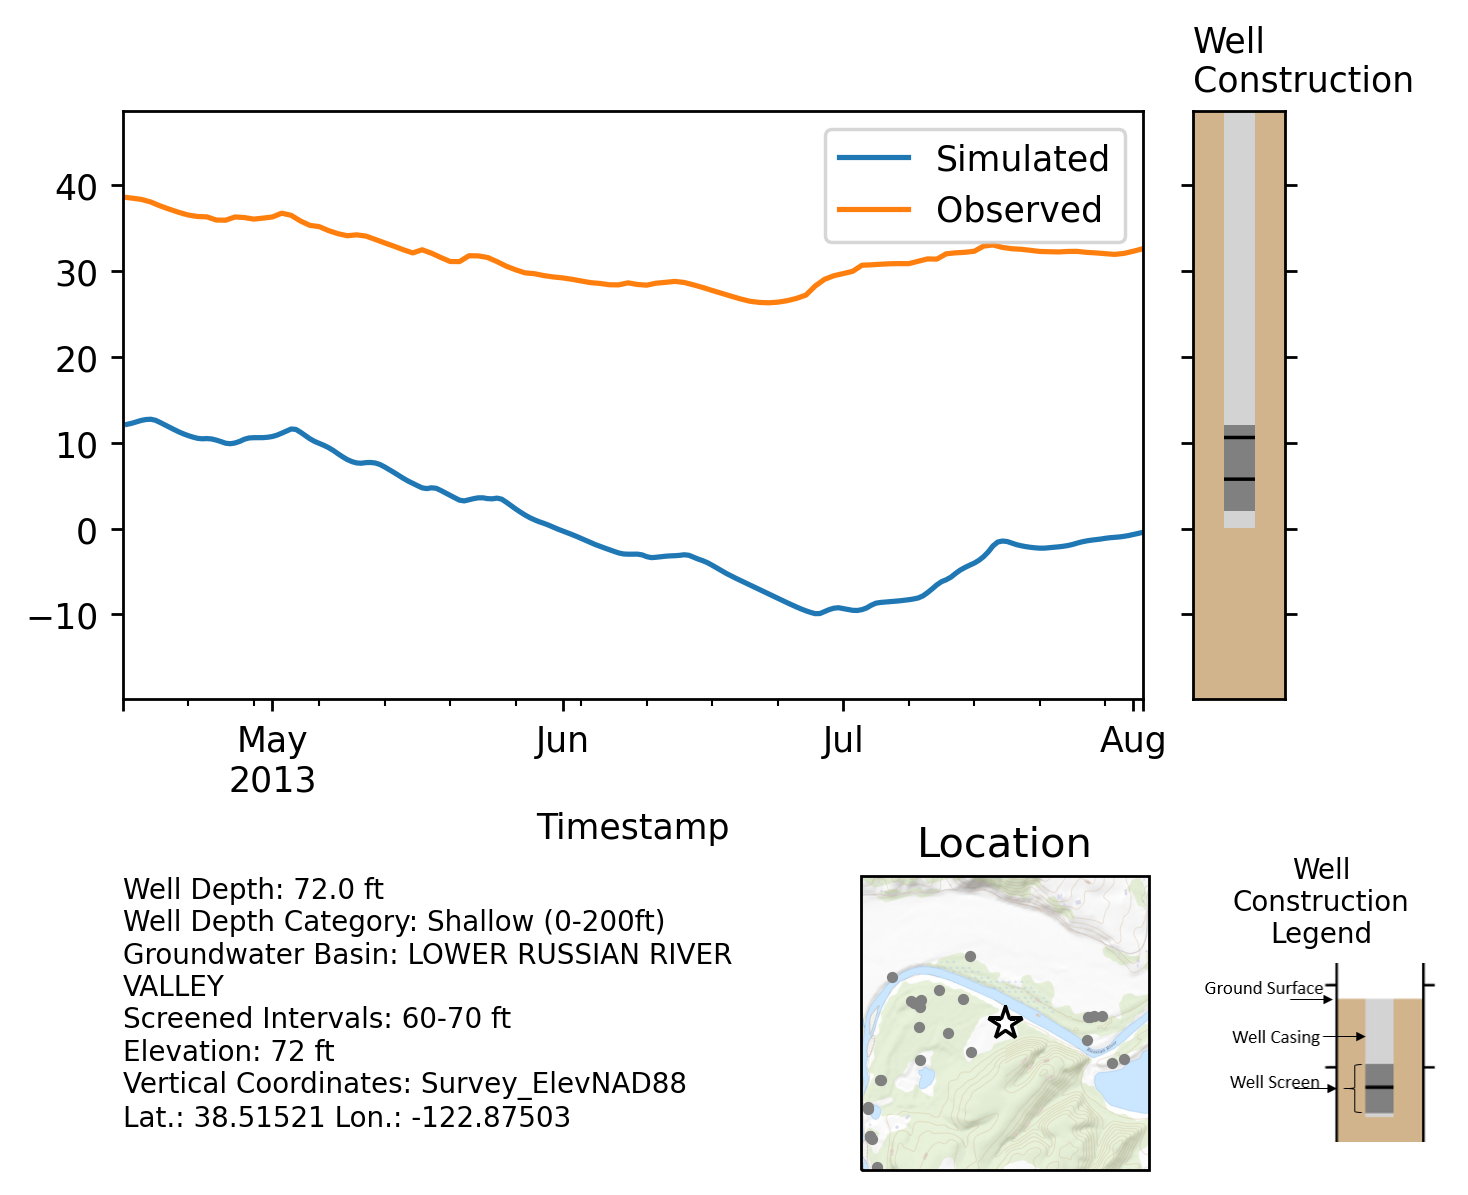 Well
Construction
Simulated
Observed
40
30
20
10
0
−10
May
2013
Jun
Jul
Aug
Timestamp
Well Depth: 72.0 ft
Well Depth Category: Shallow (0-200ft)
Groundwater Basin: LOWER RUSSIAN RIVER
VALLEY
Screened Intervals: 60-70 ft
Elevation: 72 ft
Vertical Coordinates: Survey_ElevNAD88
Lat.: 38.51521 Lon.: -122.87503
Location
Well
Construction
Legend
Ground Surface
Well Casing
Well Screen